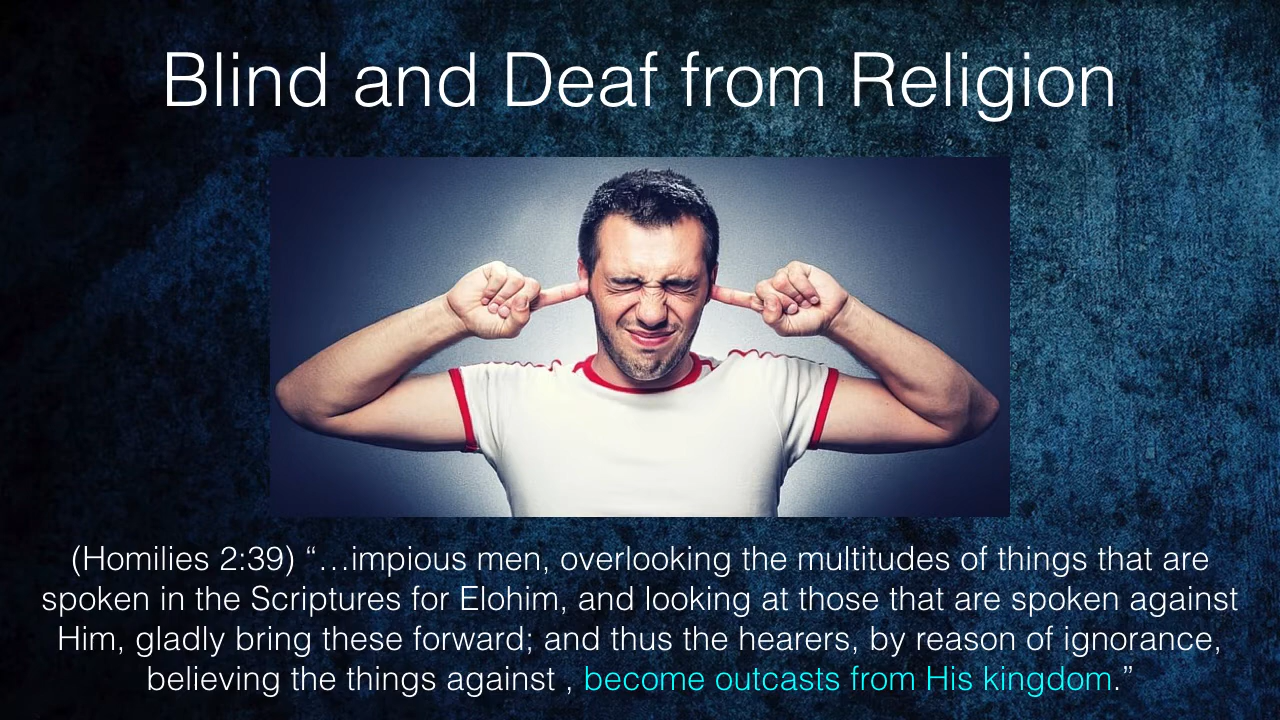 Blind and Deaf from Religion
(Homilies 2:39) “…impious men, overlooking the multitudes of things that are
spoken in the Scriptures for Elohim, and looking at those that are spoken against
Him, gladly bring these forward; and thus the hearers, by reason of ignorance,
believing the things against , become outcasts from His kingdom.”